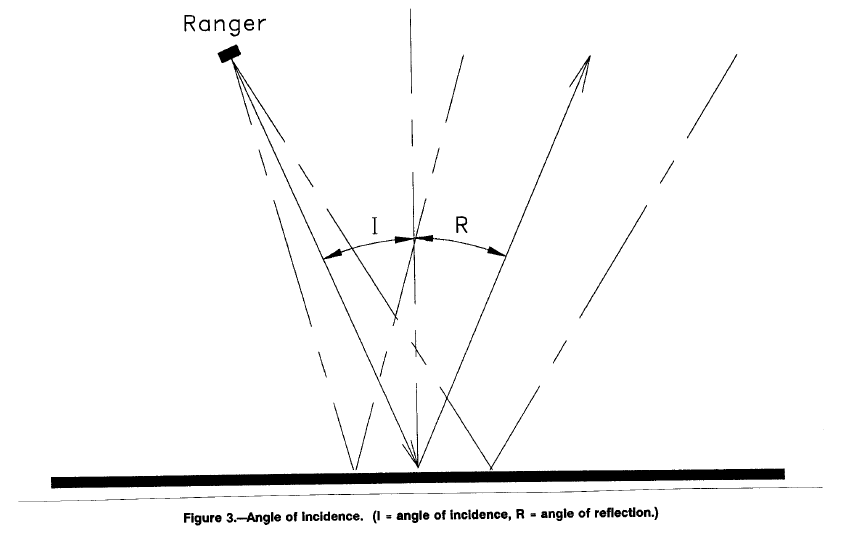 Ranger
I R
Figure 3.—Angle of incidence. (I = angle of incidence, R = angle of reflection.)